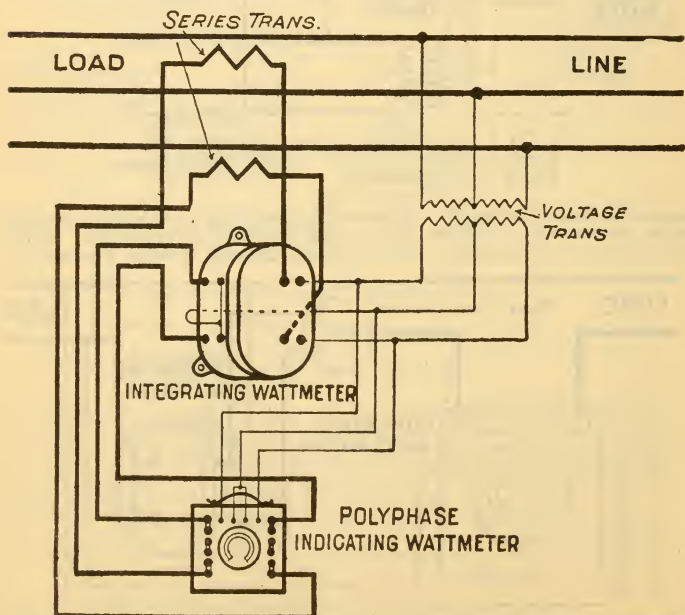 SERIES TRANS.
LOAD
LINE
VOLTAGE
TRANS
INTEGRATING WATTMETER
POLYPHASE
INDICATING WATTMETER